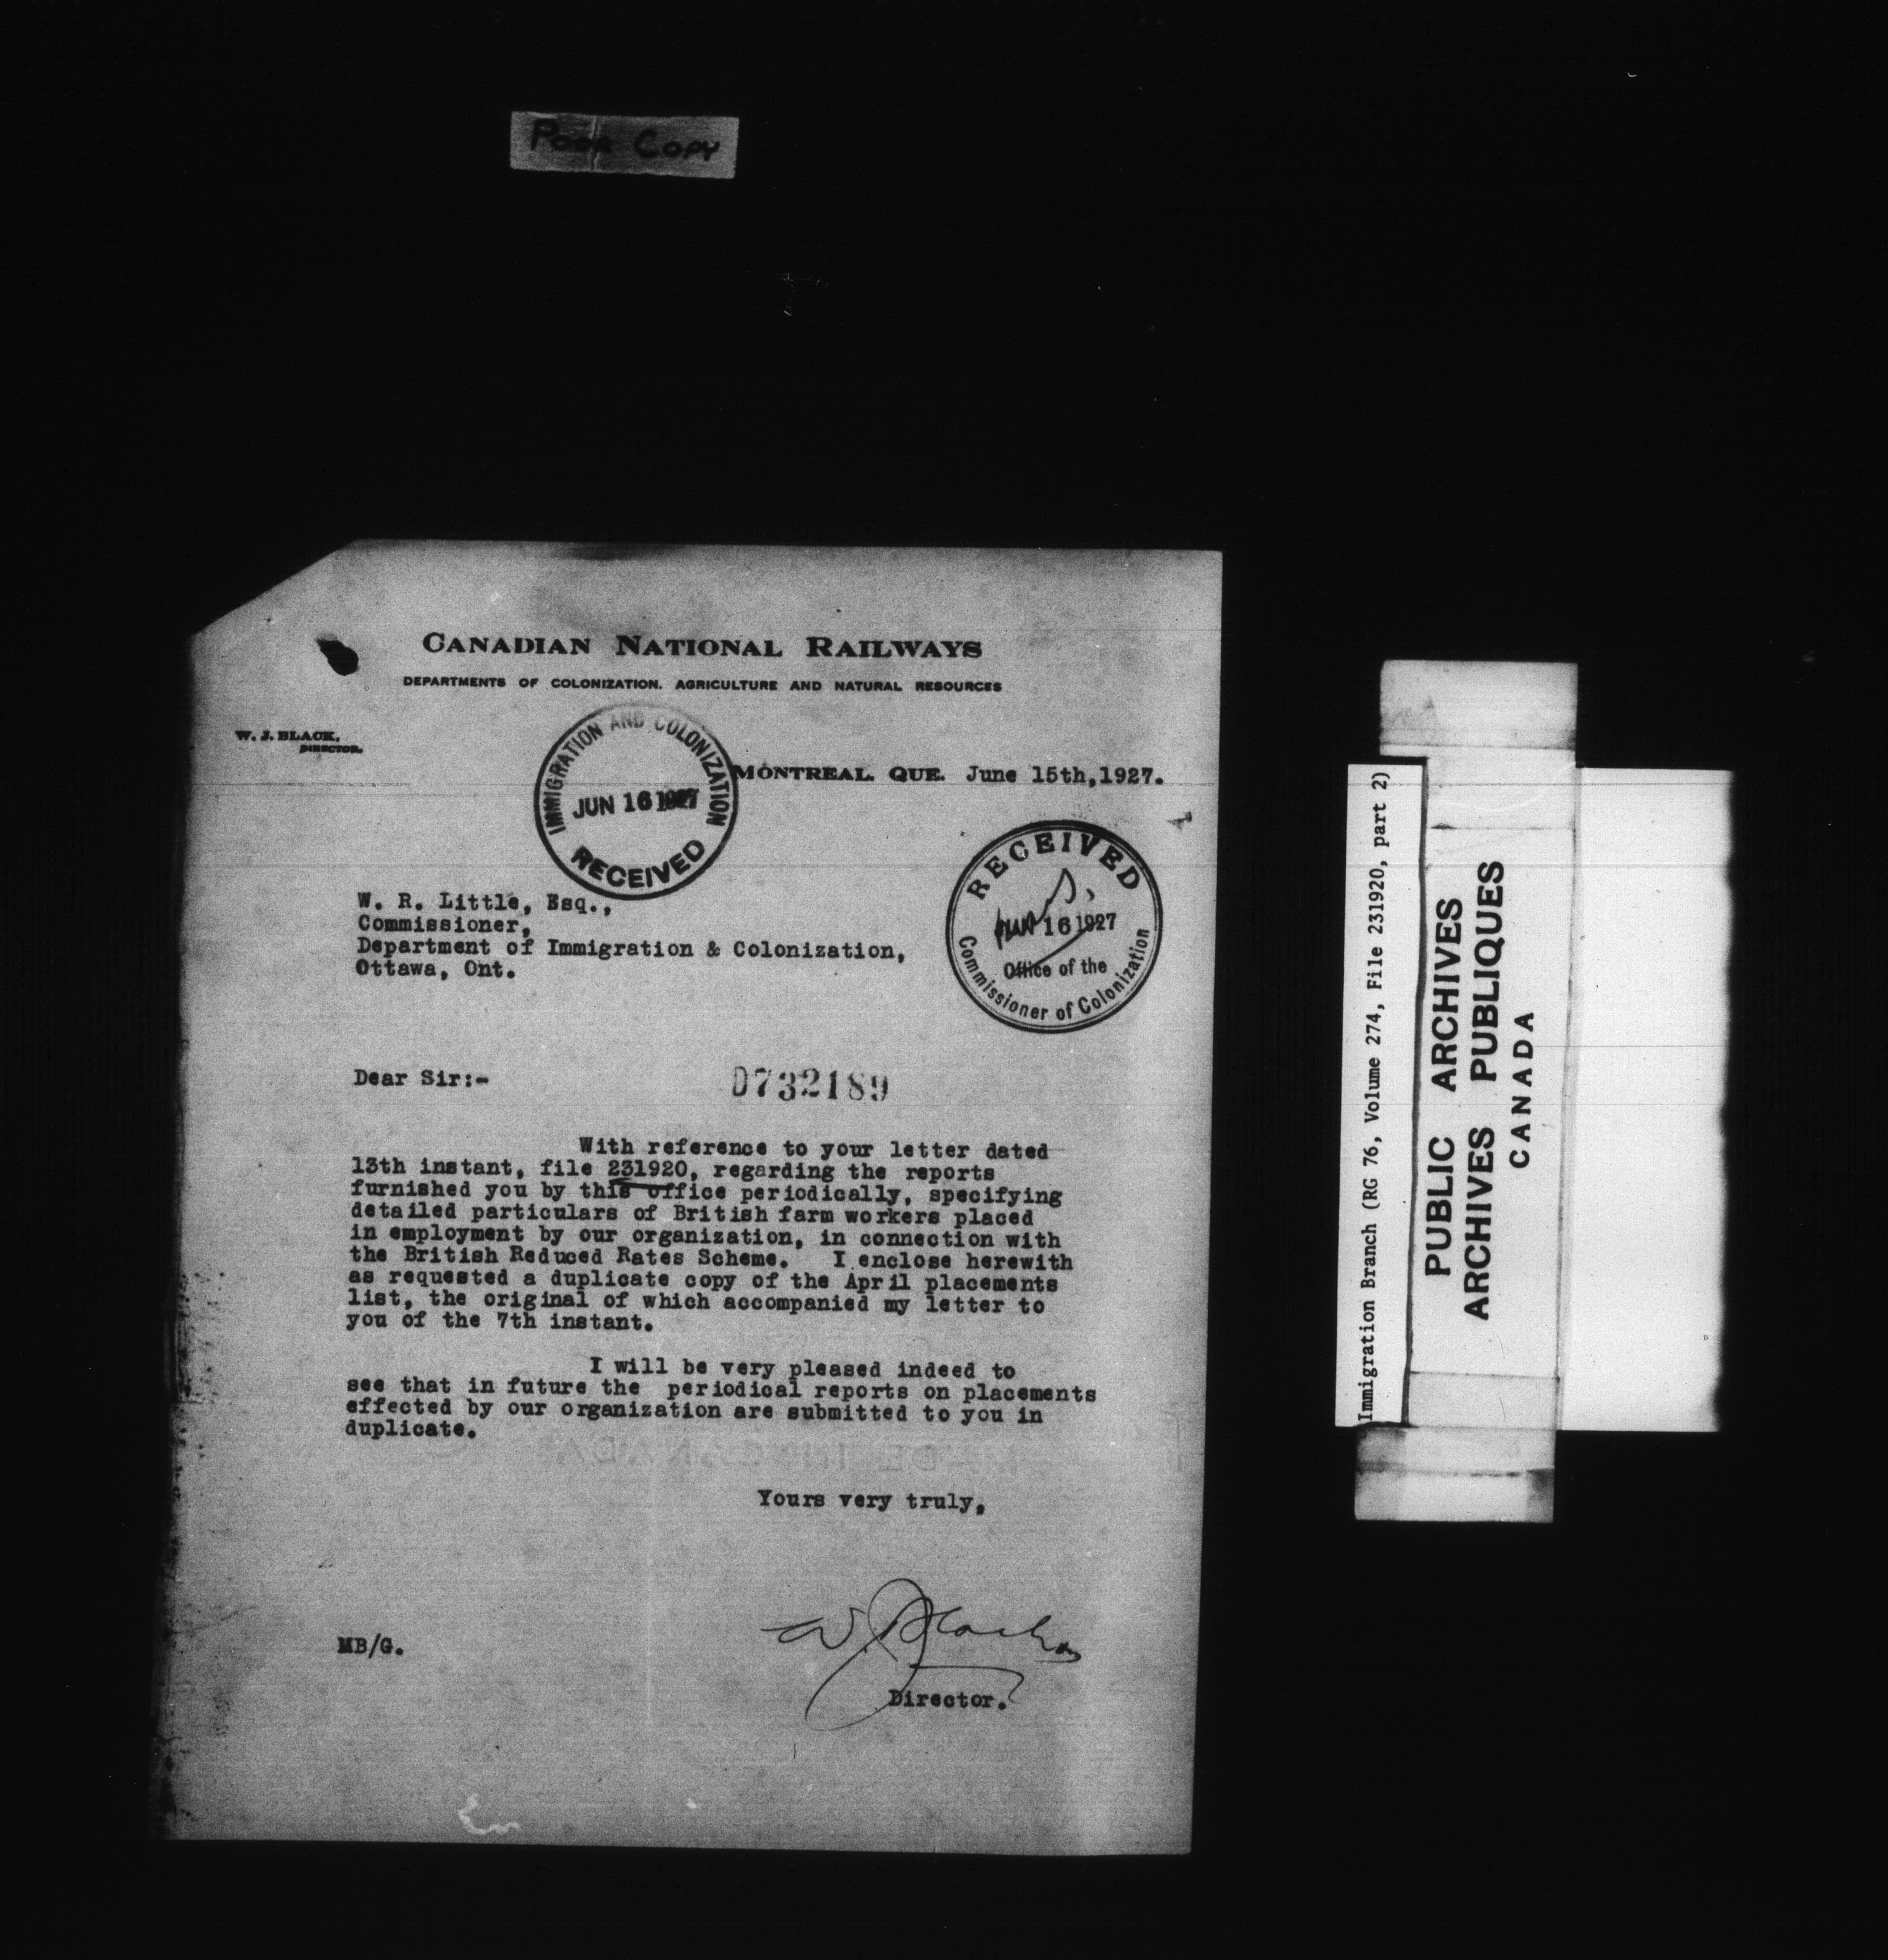 POOR COPY
CANADIAN NATIONAL RAILWAYS
DEPARTMENTS OF COLONIZATION, AGRICULTURE AND NATURAL RESOURCES
W. J. BLACK,
DIRECTOR.
IMMIGRATION AND COLONIZATION
JUN 16 1927
RECEIVED
MONTREAL, QUE. June 15th,1927.
RECEIVED
JUN 16 1927
Office of the
Commissioner of Colonization
W. R. Little, Esq.,
Commissioner,
Department of Immigration & Colonization,
Ottawa, Ont.
Dear Sir:-
D732189
With reference to your letter dated
13th instant, file 231920, regarding the reports
furnished you by this office periodically, specifying
detailed particulars of British farm workers placed
in employment by our organization, in connection with
the British Reduced Rates Scheme. I enclose herewith
as requested a duplicate copy of the April placements
list, the original of which accompanied my letter to
you of the 7th instant.
I will be very pleased indeed to
see that in future the periodical reports on placements
effected by our organization are submitted to you in
duplicate.
Yours very truly,
W. J. Black
MB/G.
Director.
Immigration Branch (RG 76, Volume 274, File 231920, part 2)
PUBLIC ARCHIVES
ARCHIVES PUBLIQUES
CANADA